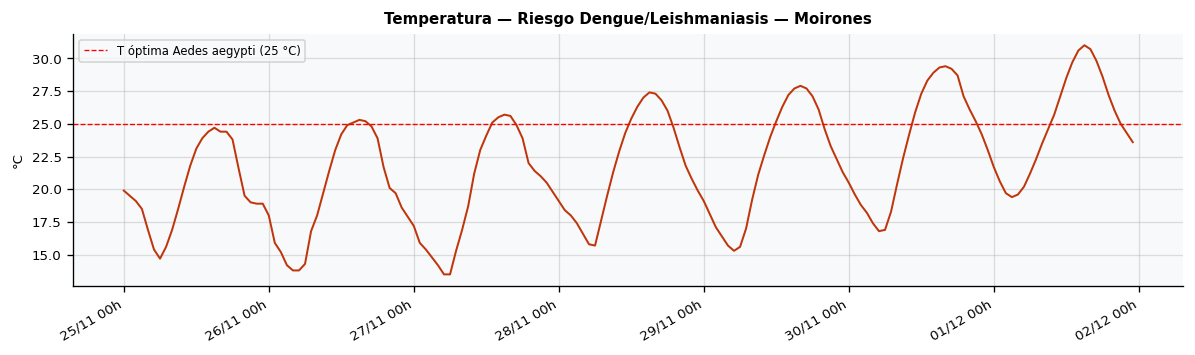 Temperatura — Riesgo Dengue/Leishmaniasis — Moirones
T óptima Aedes aegypti (25 °C)
°C
30.0
27.5
25.0
22.5
20.0
17.5
15.0
25/11 00h
26/11 00h
27/11 00h
28/11 00h
29/11 00h
30/11 00h
01/12 00h
02/12 00h